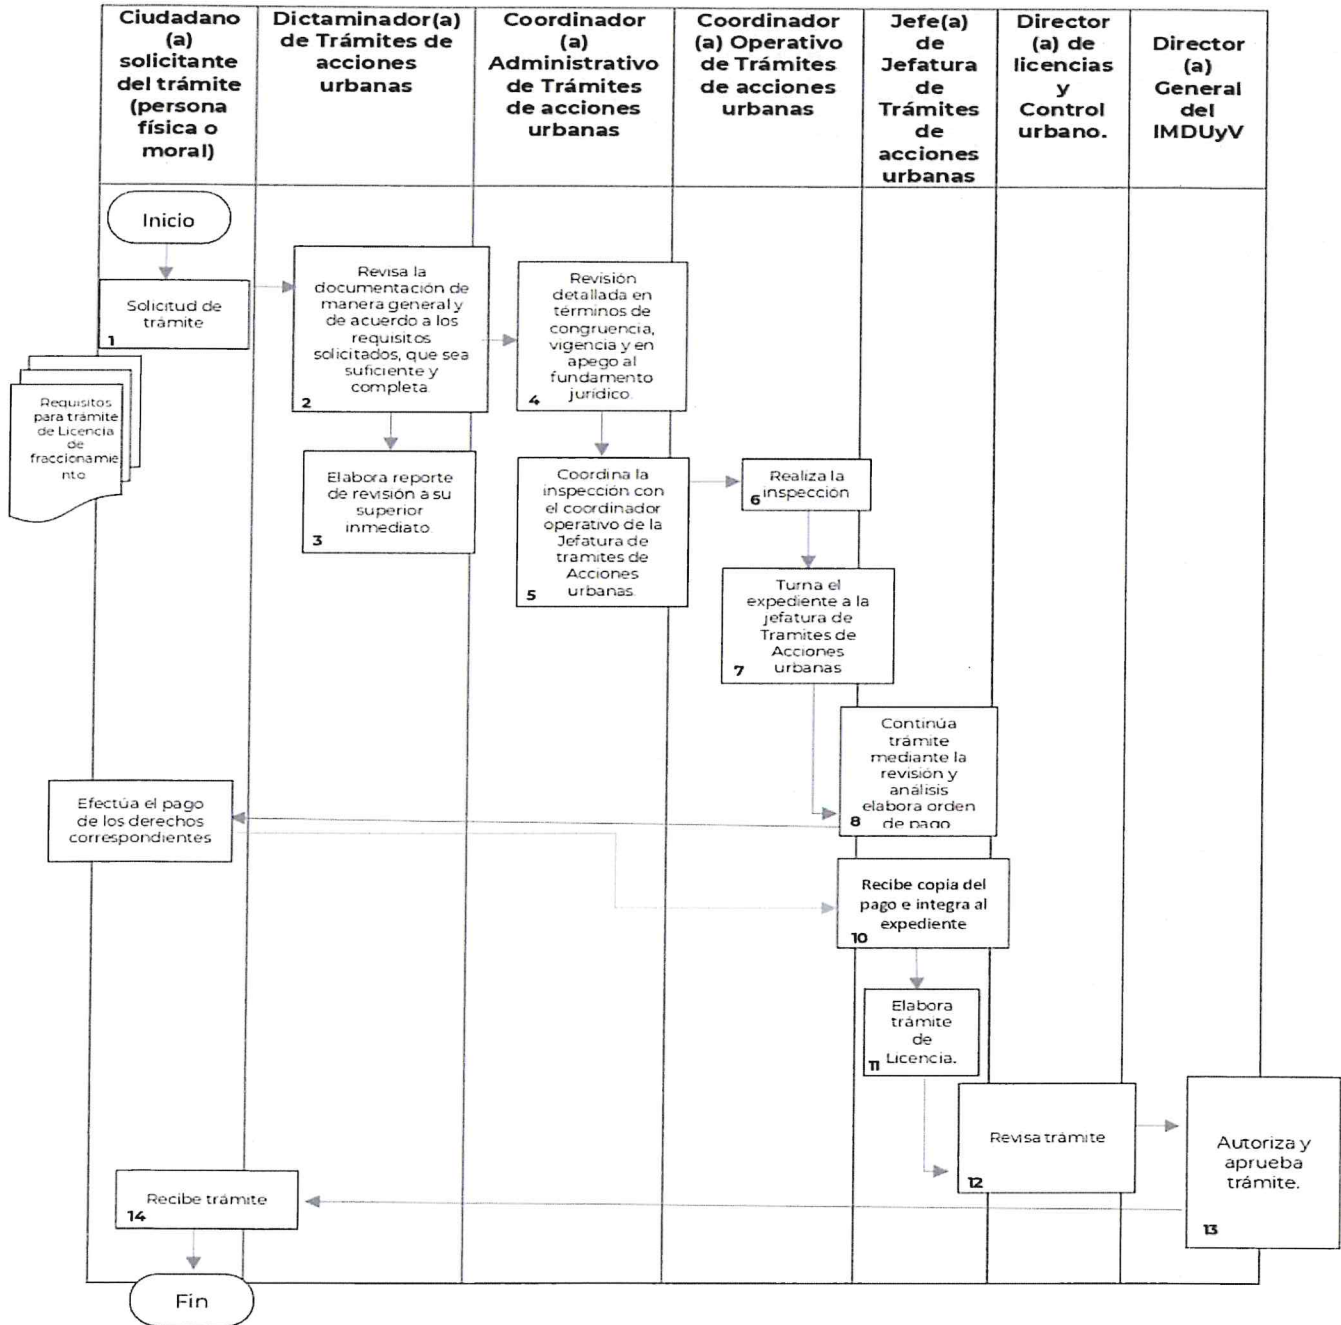 Ciudadano
(a)
solicitante
del trámite
(persona
física o
moral)
Dictaminador(a)
de Trámites de
acciones
urbanas
Coordinador
(a)
Administrativo
de Trámites
de acciones
urbanas
Coordinador
(a) Operativo
de Trámites
de acciones
urbanas
Jefe(a)
de
Jefatura
de
Trámites
de
acciones
urbanas
Director
(a) de
licencias
y
Control
urbano.
Director
(a)
General
del
IMDUyV
Inicio
Solicitud de
trámite
1
Requisitos
para trámite
de Licencia
de
fraccionamie
nto.
Revisa la
documentación de
manera general y
de acuerdo a los
requisitos
solicitados, que sea
suficiente y
completa.
2
Elabora reporte
de revisión a su
superior
inmediato.
3
Revisión
detallada en
términos de
congruencia,
vigencia y en
apego al
fundamento
jurídico.
4
Coordina la
inspección con
el coordinador
operativo de la
Jefatura de
tramites de
Acciones
urbanas.
5
Realiza la
inspección
6
Turna el
expediente a la
jefatura de
Tramites de
Acciones
urbanas
7
Continúa
trámite
mediante la
revisión y
análisis
elabora orden
de pago
8
Efectúa el pago
de los derechos
correspondientes
Recibe copia del
pago e integra al
expediente
10
Elabora
trámite
de
Licencia.
11
Revisa trámite
12
Autoriza y
aprueba
trámite.
13
Recibe trámite
14
Fin